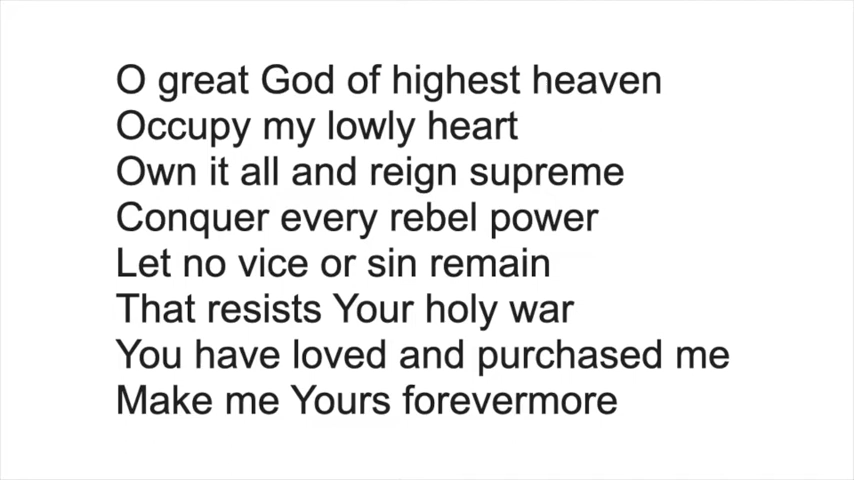 O great God of highest heaven
Occupy my lowly heart
Own it all and reign supreme
Conquer every rebel power
Let no vice or sin remain
That resists Your holy war
You have loved and purchased me
Make me Yours forevermore